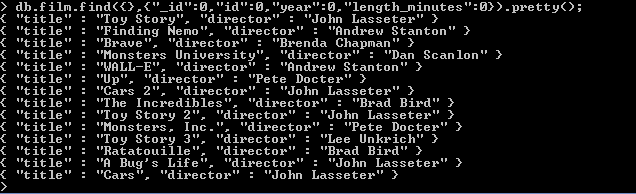 > db.film.find({},{"_id":0,"id":0,"year":0,"length_minutes":0}).pretty();
{ "title" : "Toy Story", "director" : "John Lasseter" }
{ "title" : "Finding Nemo", "director" : "Andrew Stanton" }
{ "title" : "Brave", "director" : "Brenda Chapman" }
{ "title" : "Monsters University", "director" : "Dan Scanlon" }
{ "title" : "WALL-E", "director" : "Andrew Stanton" }
{ "title" : "Up", "director" : "Pete Docter" }
{ "title" : "Cars 2", "director" : "John Lasseter" }
{ "title" : "The Incredibles", "director" : "Brad Bird" }
{ "title" : "Toy Story 2", "director" : "John Lasseter" }
{ "title" : "Monsters, Inc.", "director" : "Pete Docter" }
{ "title" : "Toy Story 3", "director" : "Lee Unkrich" }
{ "title" : "Ratatouille", "director" : "Brad Bird" }
{ "title" : "A Bug's Life", "director" : "John Lasseter" }
{ "title" : "Cars", "director" : "John Lasseter" }
>